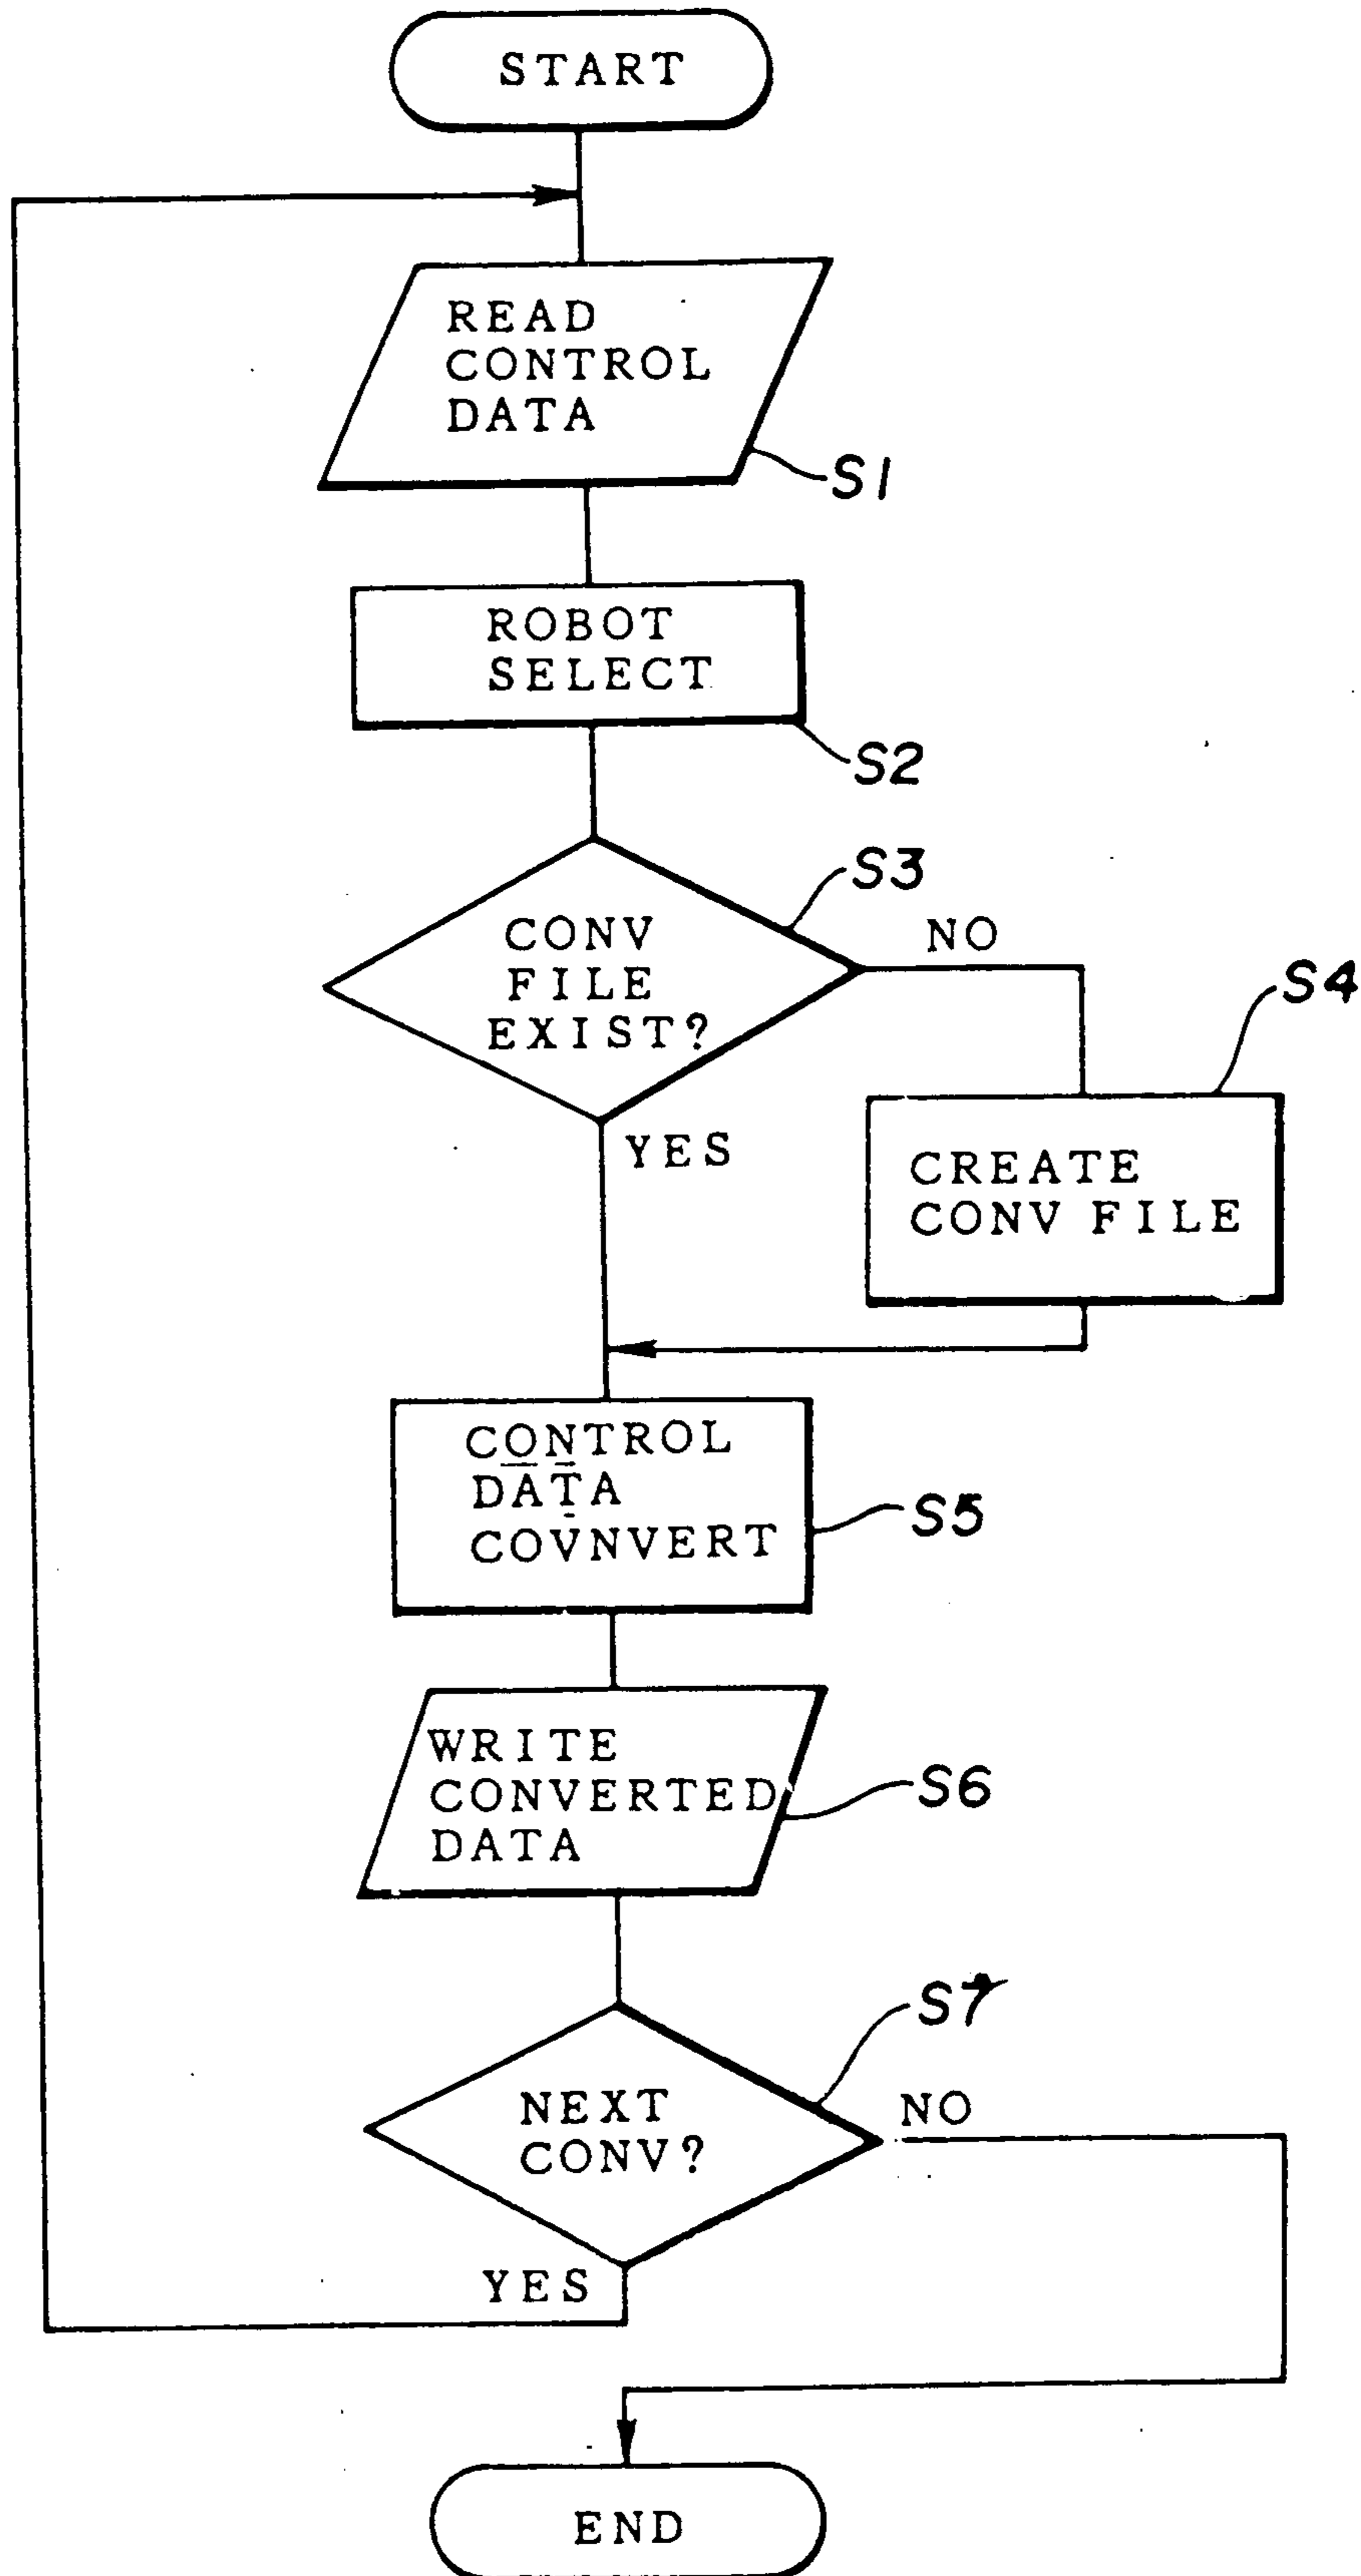 START
READ
CONTROL
DATA
S1
ROBOT
SELECT
S2
S3
CONV
FILE
EXIST?
NO
S4
YES
CREATE
CONV FILE
CONTROL
DATA
COVNVERT
S5
WRITE
CONVERTED
DATA
S6
S7
NEXT
CONV?
NO
YES
END